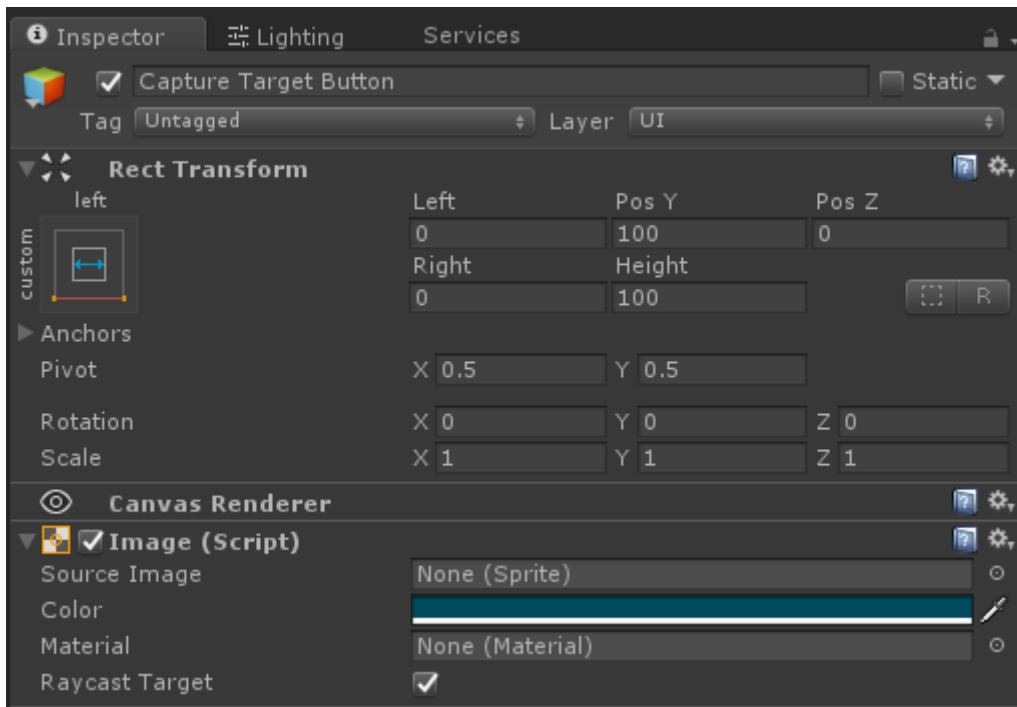 Inspector Lighting Services
Capture Target Button Static
Tag Untagged Layer UI
Rect Transform
left Left Pos Y Pos Z
custom 0 100 0
Right Height
0 100 R
Anchors
Pivot X 0.5 Y 0.5
Rotation X 0 Y 0 Z 0
Scale X 1 Y 1 Z 1
Canvas Renderer
Image (Script)
Source Image None (Sprite)
Color
Material None (Material)
Raycast Target